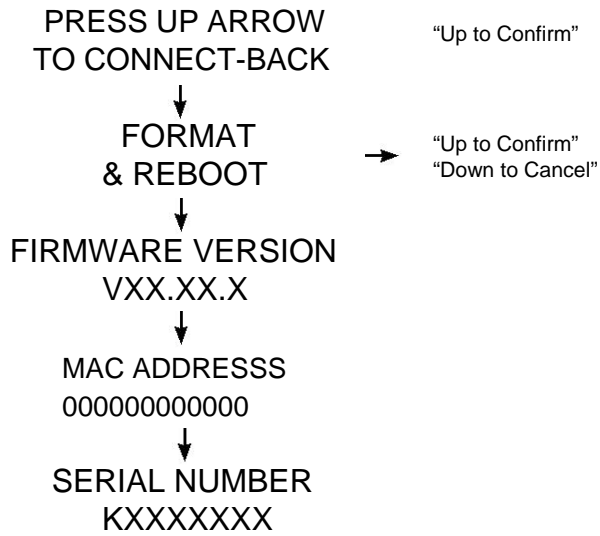 PRESS UP ARROW
TO CONNECT-BACK
“Up to Confirm”
FORMAT
& REBOOT
“Up to Confirm”
“Down to Cancel”
FIRMWARE VERSION
VXX.XX.X
MAC ADDRESSS
000000000000
SERIAL NUMBER
KXXXXXXX